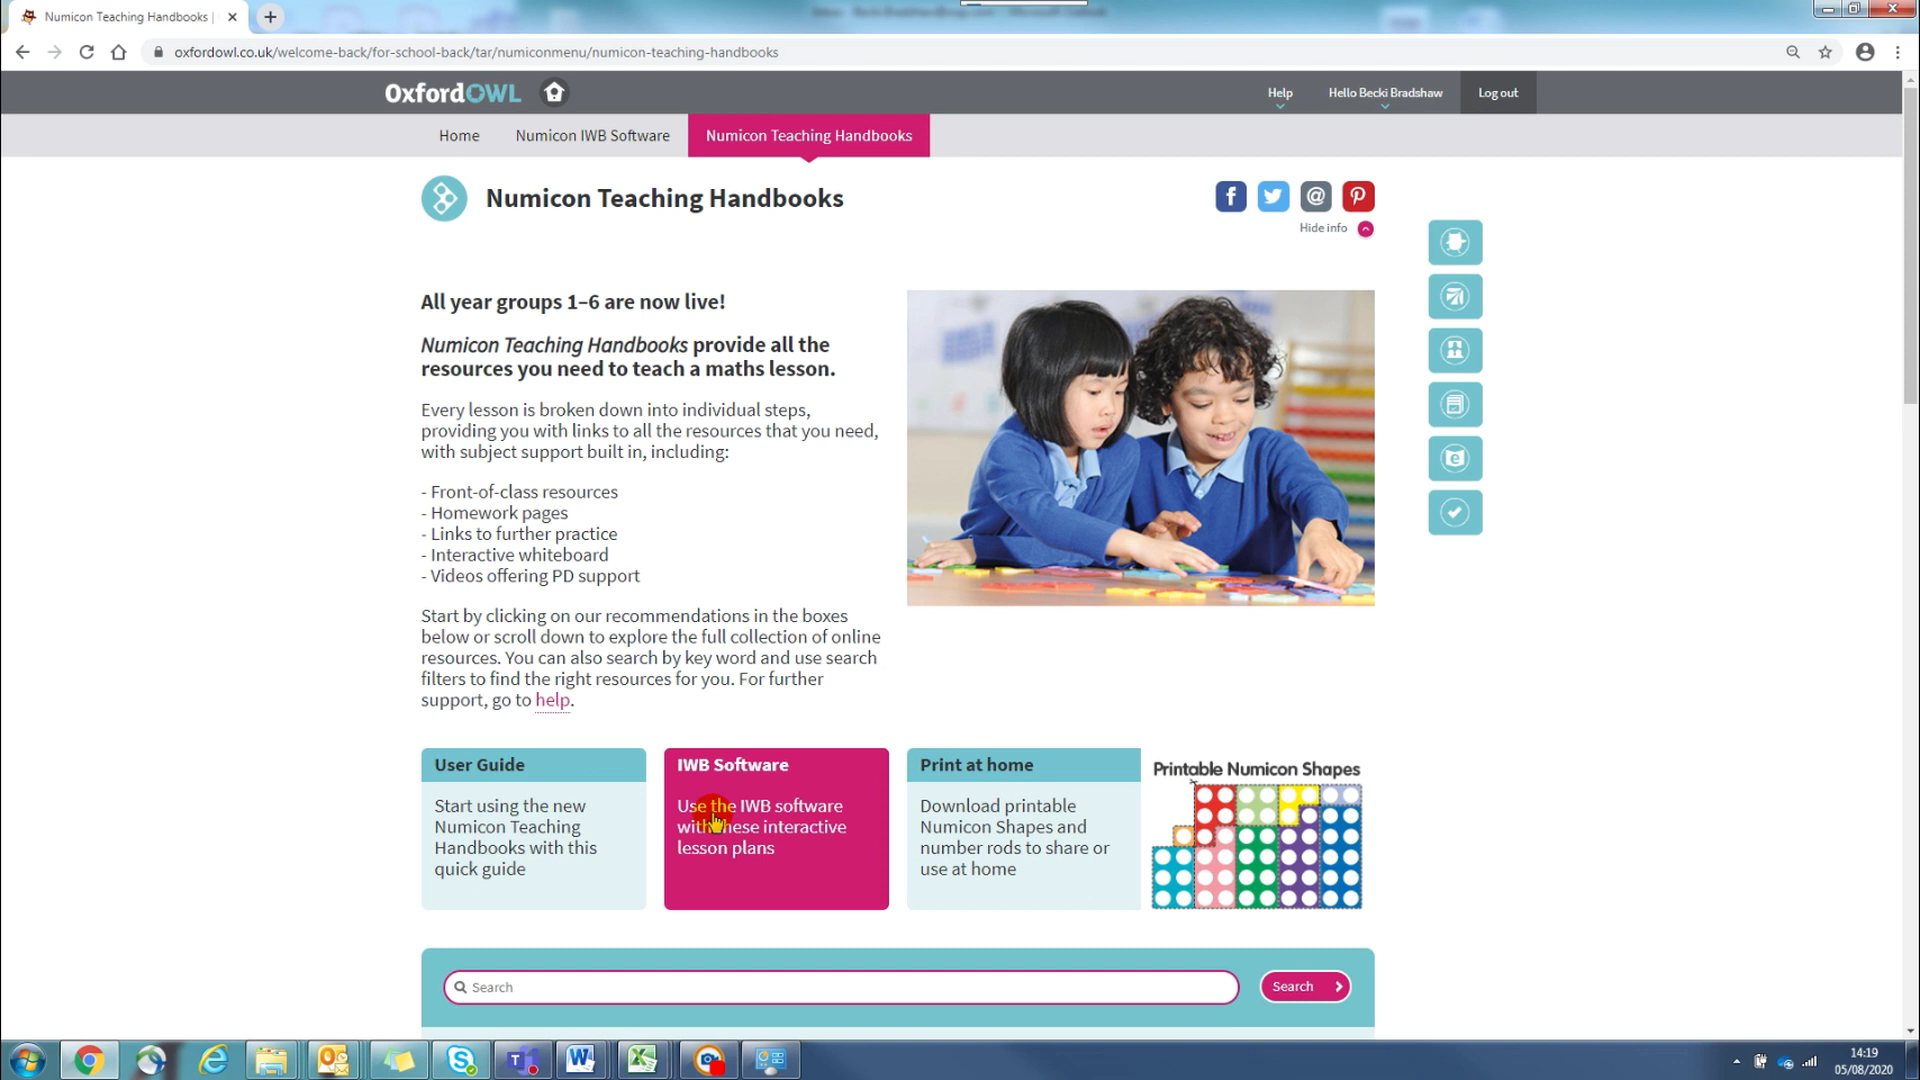 Numicon Teaching Handbooks |
oxfordowl.co.uk/welcome-back/for-school-back/tar/numiconmenu/numicon-teaching-handbooks
OxfordOWL
Help
Hello Becki Bradshaw
Log out
Home
Numicon IWB Software
Numicon Teaching Handbooks
Numicon Teaching Handbooks
Hide info
All year groups 1–6 are now live!
Numicon Teaching Handbooks provide all the
resources you need to teach a maths lesson.
Every lesson is broken down into individual steps,
providing you with links to all the resources that you need,
with subject support built in, including:
- Front-of-class resources
- Homework pages
- Links to further practice
- Interactive whiteboard
- Videos offering PD support
Start by clicking on our recommendations in the boxes
below or scroll down to explore the full collection of online
resources. You can also search by key word and use search
filters to find the right resources for you. For further
support, go to help.
User Guide
Start using the new
Numicon Teaching
Handbooks with this
quick guide
IWB Software
Use the IWB software
with these interactive
lesson plans
Print at home
Download printable
Numicon Shapes and
number rods to share or
use at home
Printable Numicon Shapes
Search
Search
14:19
05/08/2020